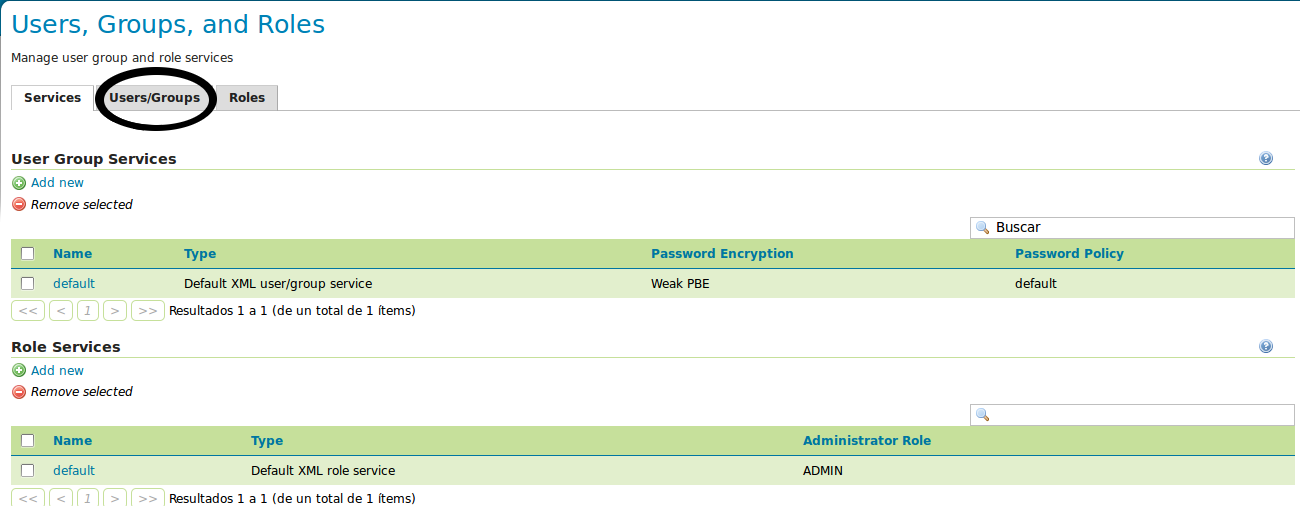 Users, Groups, and Roles
Manage user group and role services
Services Users/Groups Roles
User Group Services
Add new
Remove selected
Buscar
Name Type Password Encryption Password Policy
default Default XML user/group service Weak PBE default
<< < 1 > >> Resultados 1 a 1 (de un total de 1 ítems)
Role Services
Add new
Remove selected
Name Type Administrator Role
default Default XML role service ADMIN
<< < 1 > >> Resultados 1 a 1 (de un total de 1 ítems)